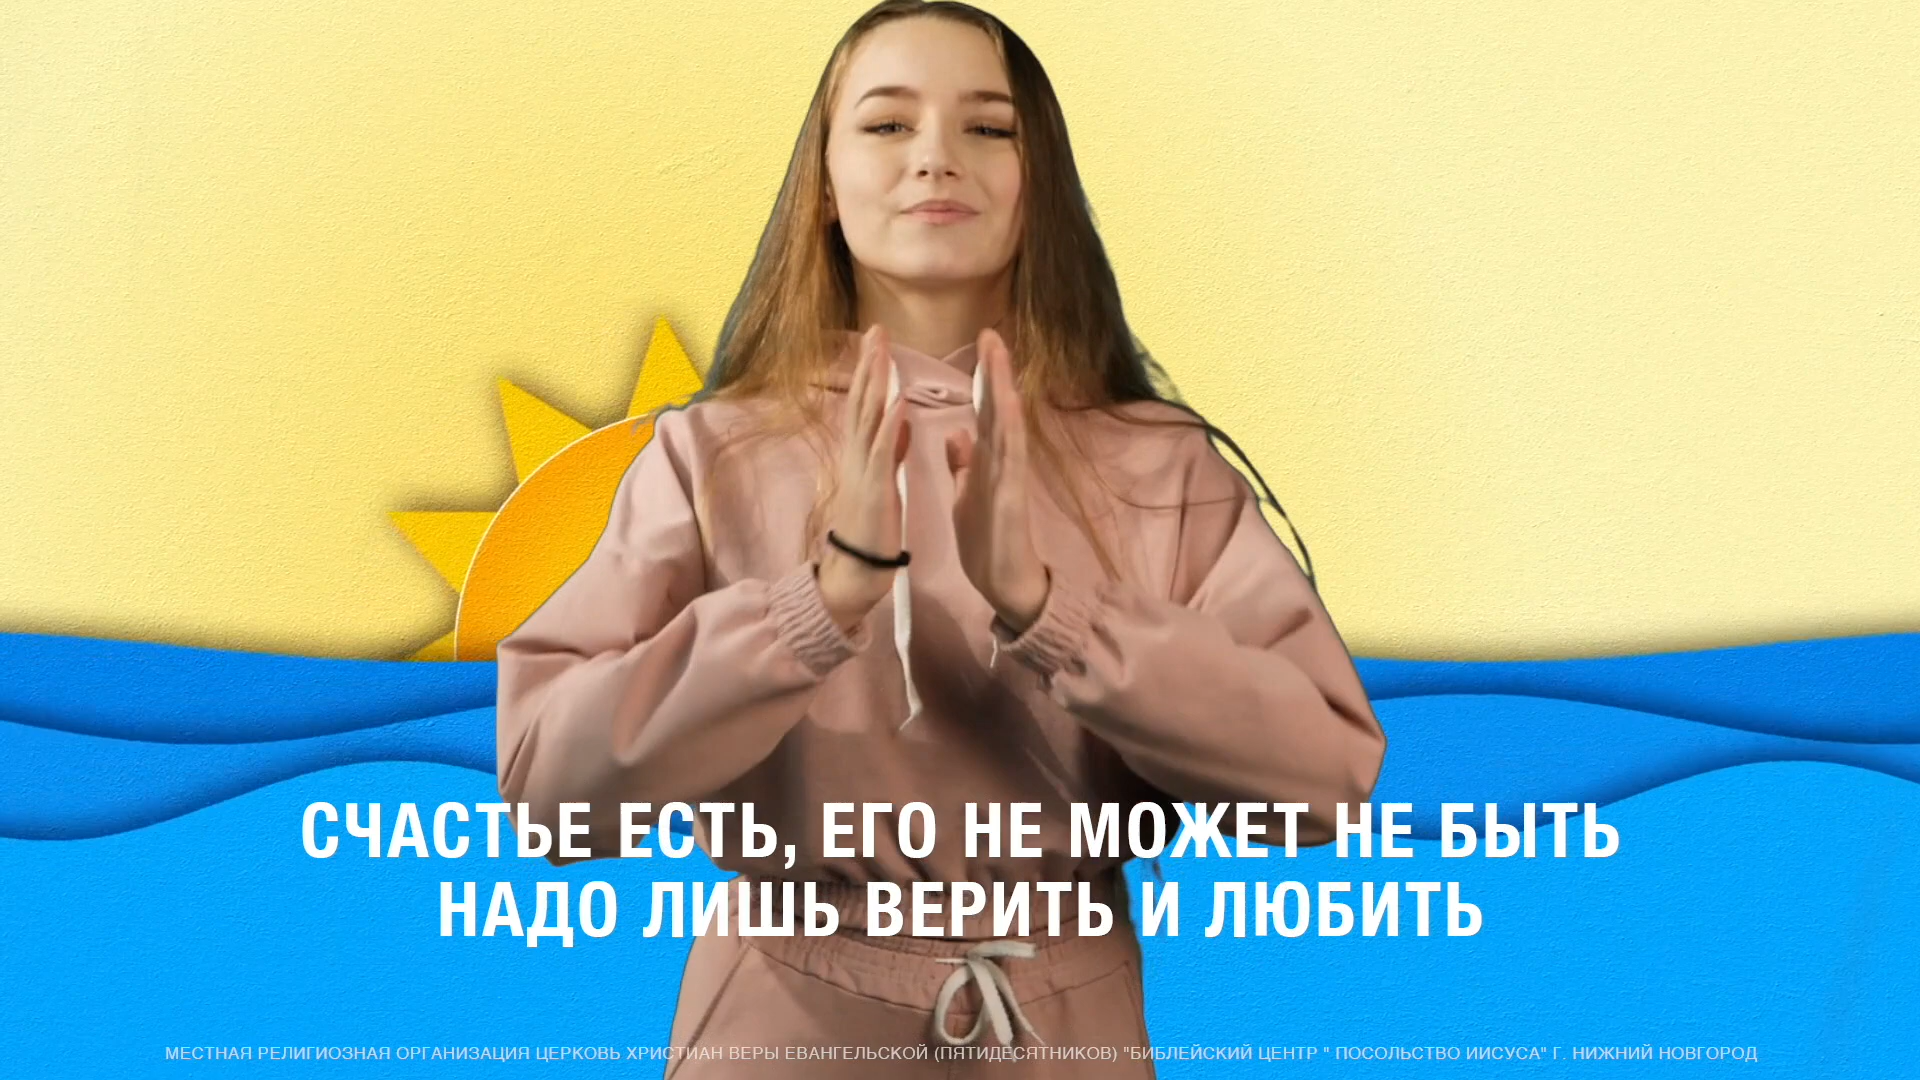 СЧАСТЬЕ ЕСТЬ, ЕГО НЕ МОЖЕТ НЕ БЫТЬ
НАДО ЛИШЬ ВЕРИТЬ И ЛЮБИТЬ
МЕСТНАЯ РЕЛИГИОЗНАЯ ОРГАНИЗАЦИЯ ЦЕРКОВЬ ХРИСТИАН ВЕРЫ ЕВАНГЕЛЬСКОЙ (ПЯТИДЕСЯТНИКОВ) "БИБЛЕЙСКИЙ ЦЕНТР " ПОСОЛЬСТВО ИИСУСА" Г. НИЖНИЙ НОВГОРОД